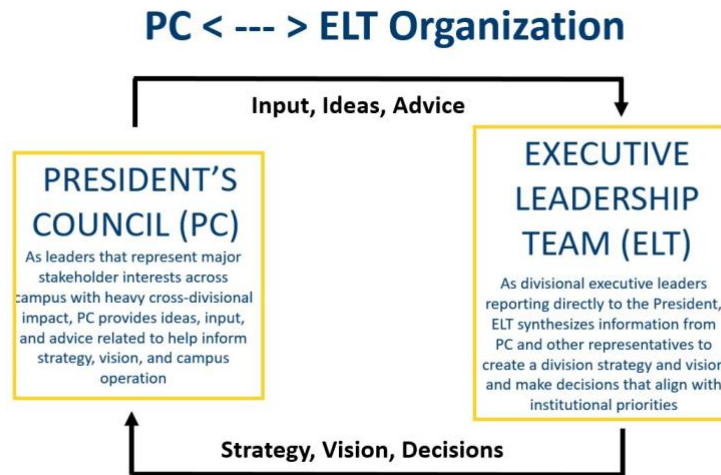 PC < --- > ELT Organization
Input, Ideas, Advice
PRESIDENT'S
COUNCIL (PC)
As leaders that represent major
stakeholder interests across
campus with heavy cross-divisional
impact, PC provides ideas, input,
and advice related to help inform
strategy, vision, and campus
operation
EXECUTIVE
LEADERSHIP
TEAM (ELT)
As divisional executive leaders
reporting directly to the President,
ELT synthesizes information from
PC and other representatives to
create a division strategy and vision
and make decisions that align with
institutional priorities
Strategy, Vision, Decisions